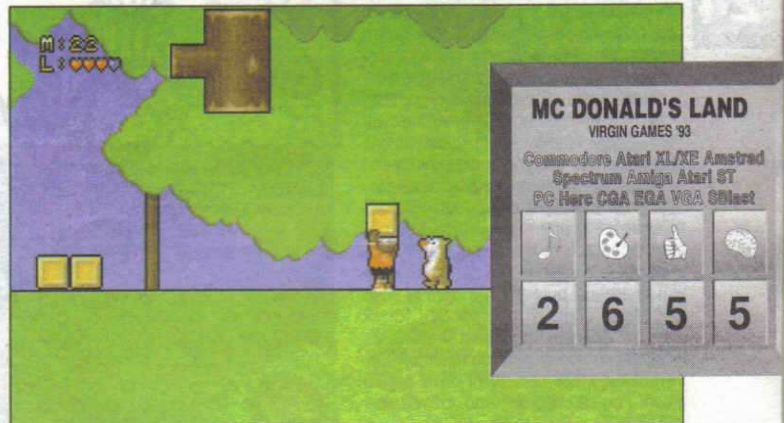 M:22
L:
MC DONALD'S LAND
VIRGIN GAMES '93
Commodore Atari XL/XE Amstrad
Spectrum Amiga Atari ST
PC Herc CGA EGA VGA SBlast
2 6 5 5